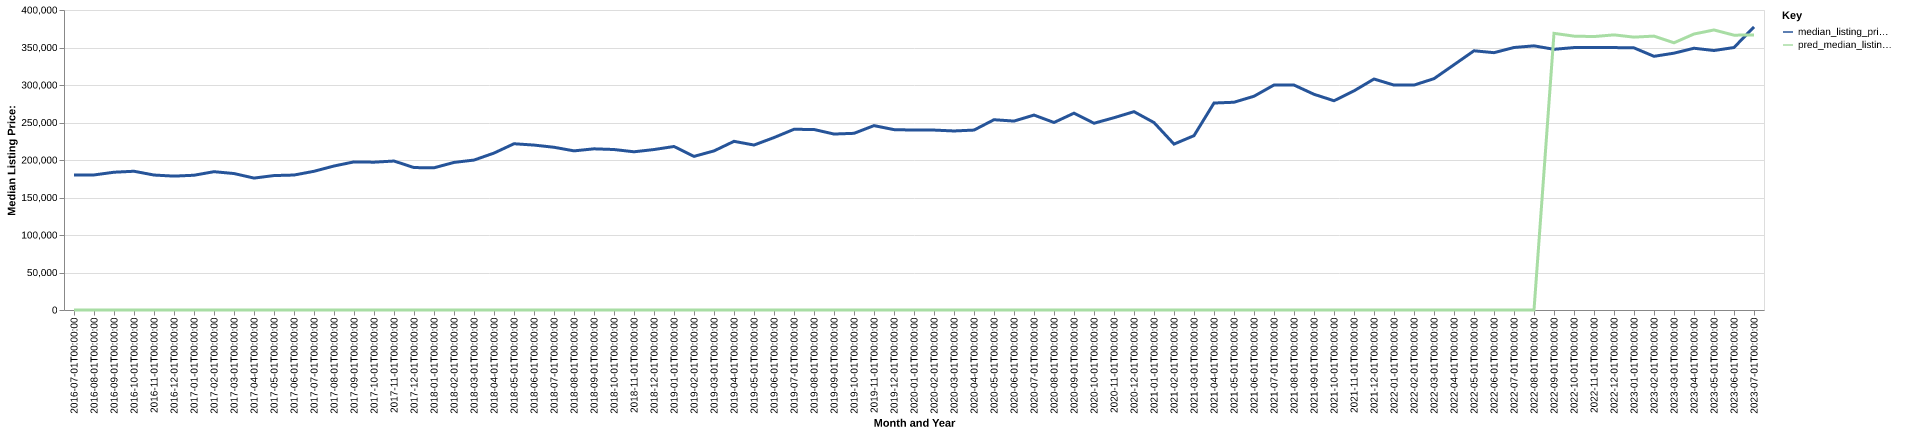 400,000
350,000
300,000
250,000
200,000
150,000
100,000
50,000
0
Median Listing Price:
2016-07-01T00:00:00
2016-08-01T00:00:00
2016-09-01T00:00:00
2016-10-01T00:00:00
2016-11-01T00:00:00
2016-12-01T00:00:00
2017-01-01T00:00:00
2017-02-01T00:00:00
2017-03-01T00:00:00
2017-04-01T00:00:00
2017-05-01T00:00:00
2017-06-01T00:00:00
2017-07-01T00:00:00
2017-08-01T00:00:00
2017-09-01T00:00:00
2017-10-01T00:00:00
2017-11-01T00:00:00
2017-12-01T00:00:00
2018-01-01T00:00:00
2018-02-01T00:00:00
2018-03-01T00:00:00
2018-04-01T00:00:00
2018-05-01T00:00:00
2018-06-01T00:00:00
2018-07-01T00:00:00
2018-08-01T00:00:00
2018-09-01T00:00:00
2018-10-01T00:00:00
2018-11-01T00:00:00
2018-12-01T00:00:00
2019-01-01T00:00:00
2019-02-01T00:00:00
2019-03-01T00:00:00
2019-04-01T00:00:00
2019-05-01T00:00:00
2019-06-01T00:00:00
2019-07-01T00:00:00
2019-08-01T00:00:00
2019-09-01T00:00:00
2019-10-01T00:00:00
2019-11-01T00:00:00
2019-12-01T00:00:00
2020-01-01T00:00:00
2020-02-01T00:00:00
2020-03-01T00:00:00
2020-04-01T00:00:00
2020-05-01T00:00:00
2020-06-01T00:00:00
2020-07-01T00:00:00
2020-08-01T00:00:00
2020-09-01T00:00:00
2020-10-01T00:00:00
2020-11-01T00:00:00
2020-12-01T00:00:00
2021-01-01T00:00:00
2021-02-01T00:00:00
2021-03-01T00:00:00
2021-04-01T00:00:00
2021-05-01T00:00:00
2021-06-01T00:00:00
2021-07-01T00:00:00
2021-08-01T00:00:00
2021-09-01T00:00:00
2021-10-01T00:00:00
2021-11-01T00:00:00
2021-12-01T00:00:00
2022-01-01T00:00:00
2022-02-01T00:00:00
2022-03-01T00:00:00
2022-04-01T00:00:00
2022-05-01T00:00:00
2022-06-01T00:00:00
2022-07-01T00:00:00
2022-08-01T00:00:00
2022-09-01T00:00:00
2022-10-01T00:00:00
2022-11-01T00:00:00
2022-12-01T00:00:00
2023-01-01T00:00:00
2023-02-01T00:00:00
2023-03-01T00:00:00
2023-04-01T00:00:00
2023-05-01T00:00:00
2023-06-01T00:00:00
2023-07-01T00:00:00
Month and Year
Key
median_listing_pri…
pred_median_listin…